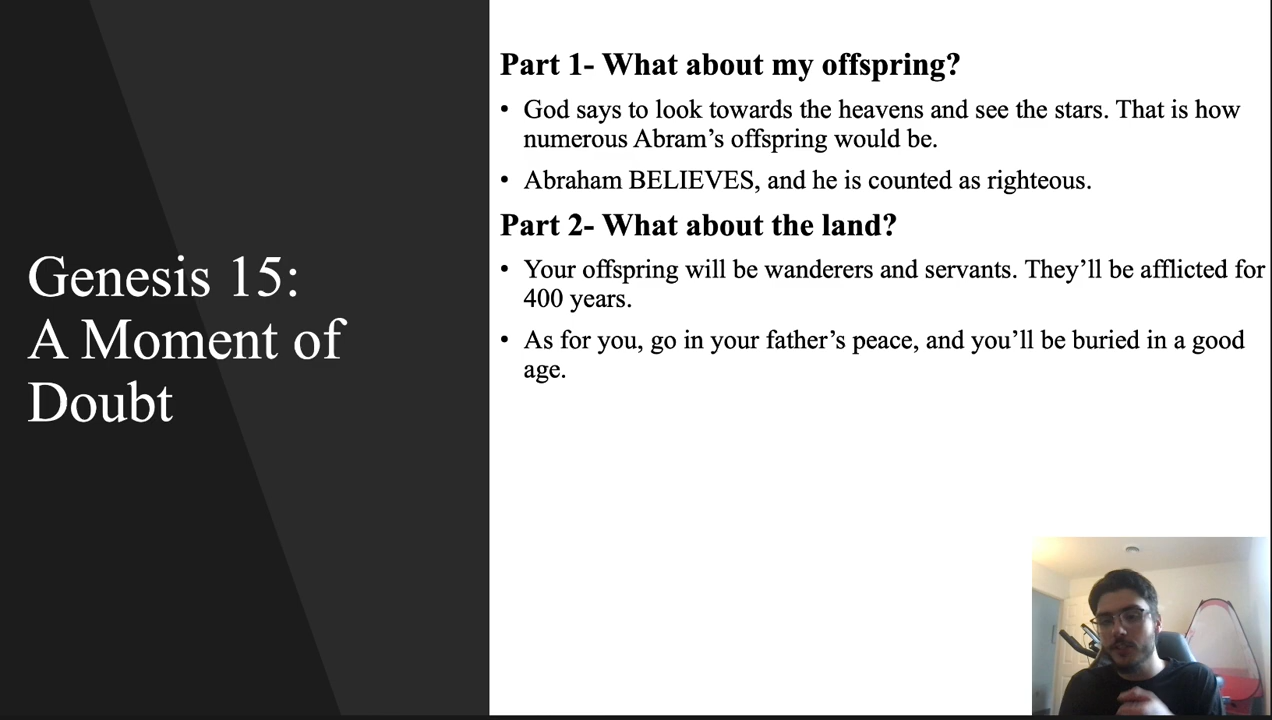 Genesis 15:
A Moment of
Doubt
Part 1- What about my offspring?
• God says to look towards the heavens and see the stars. That is how
numerous Abram’s offspring would be.
• Abraham BELIEVES, and he is counted as righteous.
Part 2- What about the land?
• Your offspring will be wanderers and servants. They’ll be afflicted for
400 years.
• As for you, go in your father’s peace, and you’ll be buried in a good
age.